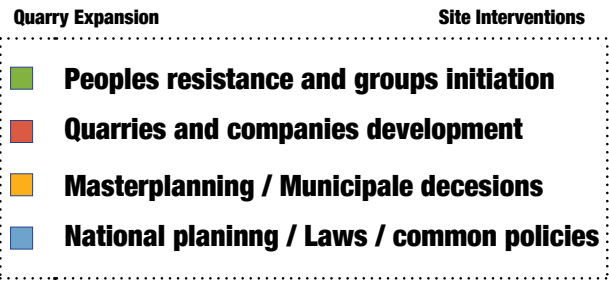 Quarry Expansion Site Interventions
Peoples resistance and groups initiation
Quarries and companies development
Masterplanning / Municipale decesions
National planinng / Laws / common policies